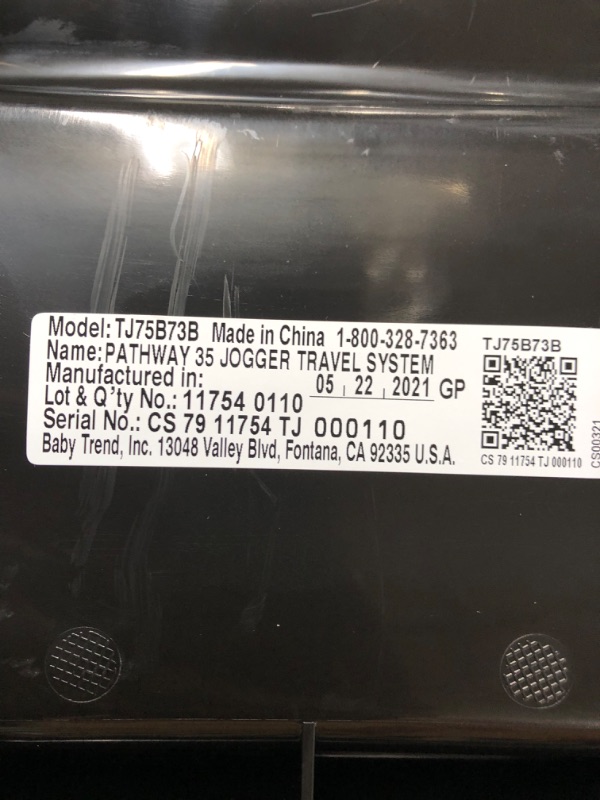 Model: TJ75B73B Made in China 1-800-328-7363
Name: PATHWAY 35 JOGGER TRAVEL SYSTEM
Manufactured in: 05 , 22 , 2021 GP
Lot & Q'ty No.: 11754 0110
Serial No.: CS 79 11754 TJ 000110
Baby Trend, Inc. 13048 Valley Blvd, Fontana, CA 92335 U.S.A.
TJ75B73B
CS 79 11754 TJ 000110
CS00321